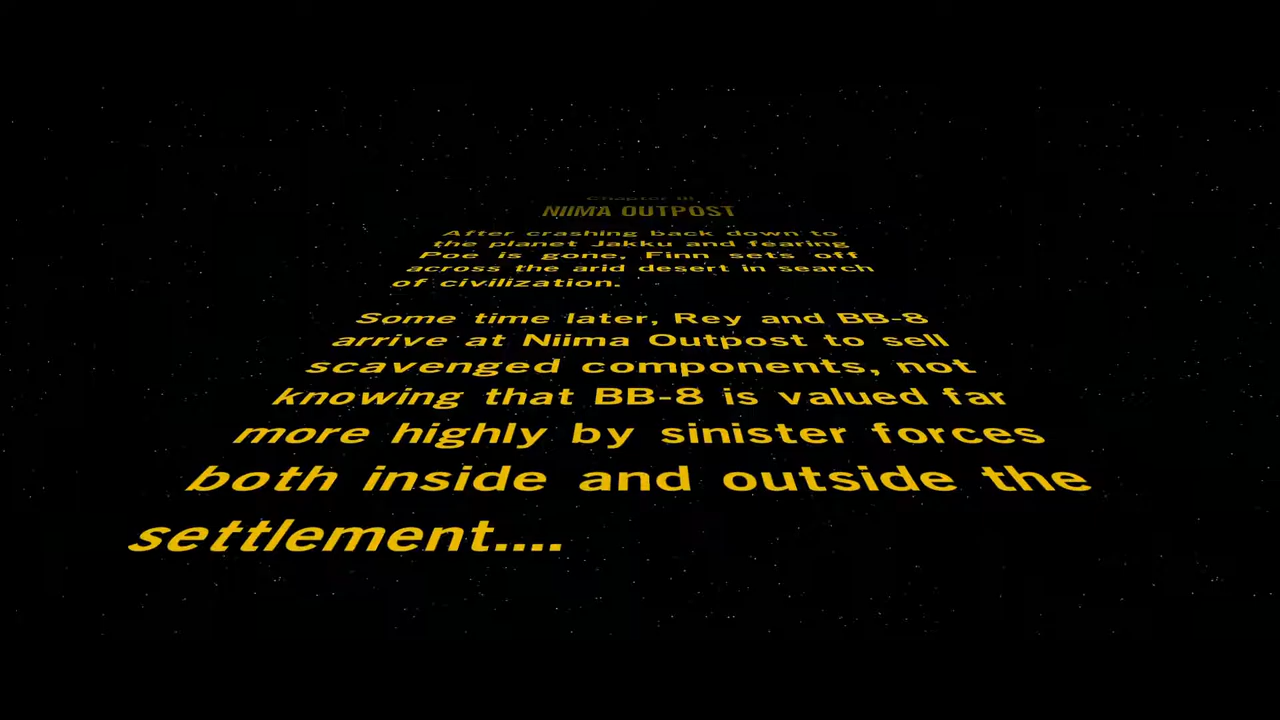 Chapter III
NIIMA OUTPOST
After crashing back down to
the planet Jakku and fearing
Poe is gone, Finn sets off
across the arid desert in search
of civilization.
Some time later, Rey and BB-8
arrive at Niima Outpost to sell
scavenged components, not
knowing that BB-8 is valued far
more highly by sinister forces
both inside and outside the
settlement....